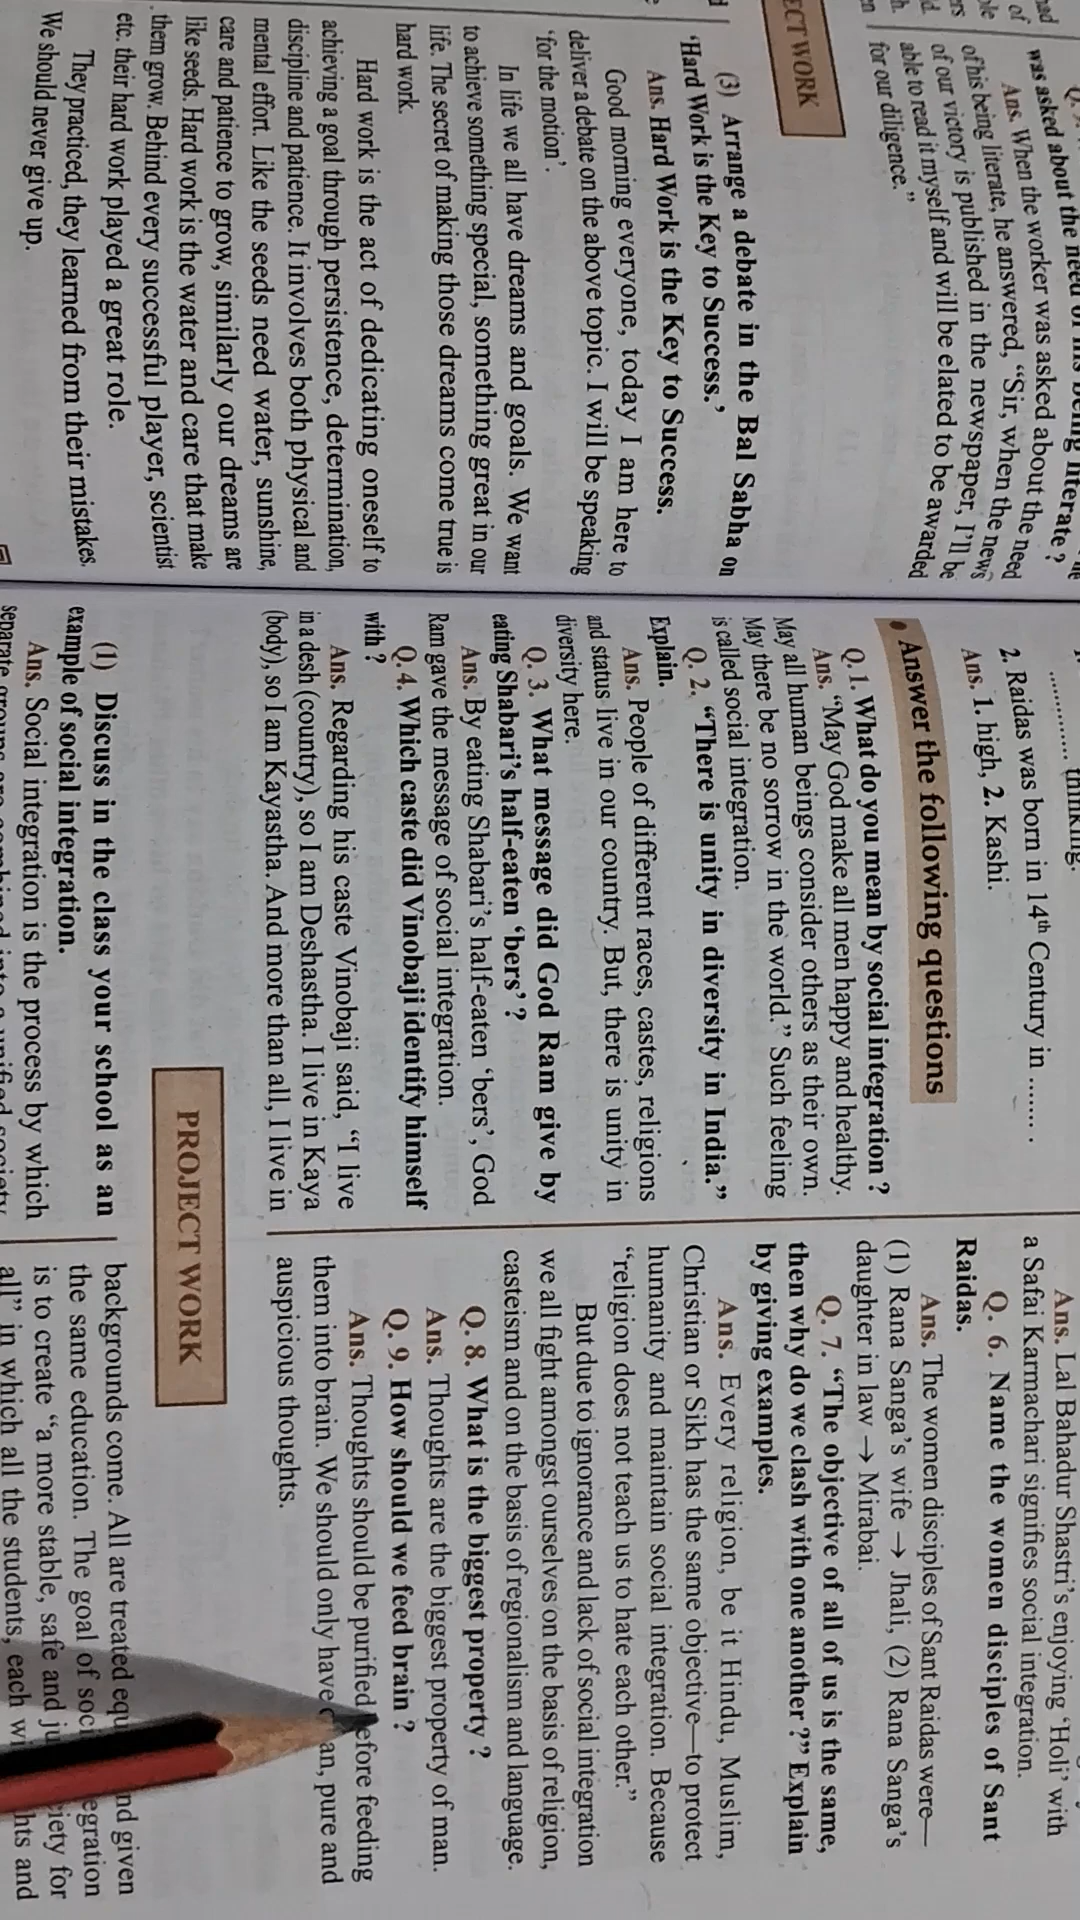 was asked about the need of his being literate ?
Ans. When the worker was asked about the need
of his being literate, he answered, “Sir, when the news
of our victory is published in the newspaper, I’ll be
able to read it myself and will be elated to be awarded
for our diligence.”
ECT WORK
(3) Arrange a debate in the Bal Sabha on
‘Hard Work is the Key to Success.’
Ans. Hard Work is the Key to Success.
Good morning everyone, today I am here to
deliver a debate on the above topic. I will be speaking
‘for the motion’.
In life we all have dreams and goals. We want
to achieve something special, something great in our
life. The secret of making those dreams come true is
hard work.
Hard work is the act of dedicating oneself to
achieving a goal through persistence, determination,
discipline and patience. It involves both physical and
mental effort. Like the seeds need water, sunshine,
care and patience to grow, similarly our dreams are
like seeds. Hard work is the water and care that make
them grow. Behind every successful player, scientist
etc. their hard work played a great role.
They practiced, they learned from their mistakes.
We should never give up.
............ thinking.
2. Raidas was born in 14th Century in ........ .
Ans. 1. high, 2. Kashi.
• Answer the following questions
Q. 1. What do you mean by social integration ?
Ans. “May God make all men happy and healthy.
May all human beings consider others as their own.
May there be no sorrow in the world.” Such feeling
is called social integration.
Q. 2. “There is unity in diversity in India.”
Explain.
Ans. People of different races, castes, religions
and status live in our country. But, there is unity in
diversity here.
Q. 3. What message did God Ram give by
eating Shabari’s half-eaten ‘bers’ ?
Ans. By eating Shabari’s half-eaten ‘bers’, God
Ram gave the message of social integration.
Q. 4. Which caste did Vinobaji identify himself
with ?
Ans. Regarding his caste Vinobaji said, “I live
in a desh (country), so I am Deshastha. I live in Kaya
(body), so I am Kayastha. And more than all, I live in
Ans. Lal Bahadur Shastri’s enjoying ‘Holi’ with
a Safai Karmachari signifies social integration.
Q. 6. Name the women disciples of Sant
Raidas.
Ans. The women disciples of Sant Raidas were—
(1) Rana Sanga’s wife → Jhali, (2) Rana Sanga’s
daughter in law → Mirabai.
Q. 7. “The objective of all of us is the same,
then why do we clash with one another ?” Explain
by giving examples.
Ans. Every religion, be it Hindu, Muslim,
Christian or Sikh has the same objective—to protect
humanity and maintain social integration. Because
“religion does not teach us to hate each other.”
But due to ignorance and lack of social integration
we all fight amongst ourselves on the basis of religion,
casteism and on the basis of regionalism and language.
Q. 8. What is the biggest property ?
Ans. Thoughts are the biggest property of man.
Q. 9. How should we feed brain ?
Ans. Thoughts should be purified before feeding
them into brain. We should only have clean, pure and
auspicious thoughts.
PROJECT WORK
(1) Discuss in the class your school as an
example of social integration.
Ans. Social integration is the process by which
separate groups are combined into a unified society
backgrounds come. All are treated and given
the same education. The goal of
is to create “a more stable, safe and
all” in which all the students, each